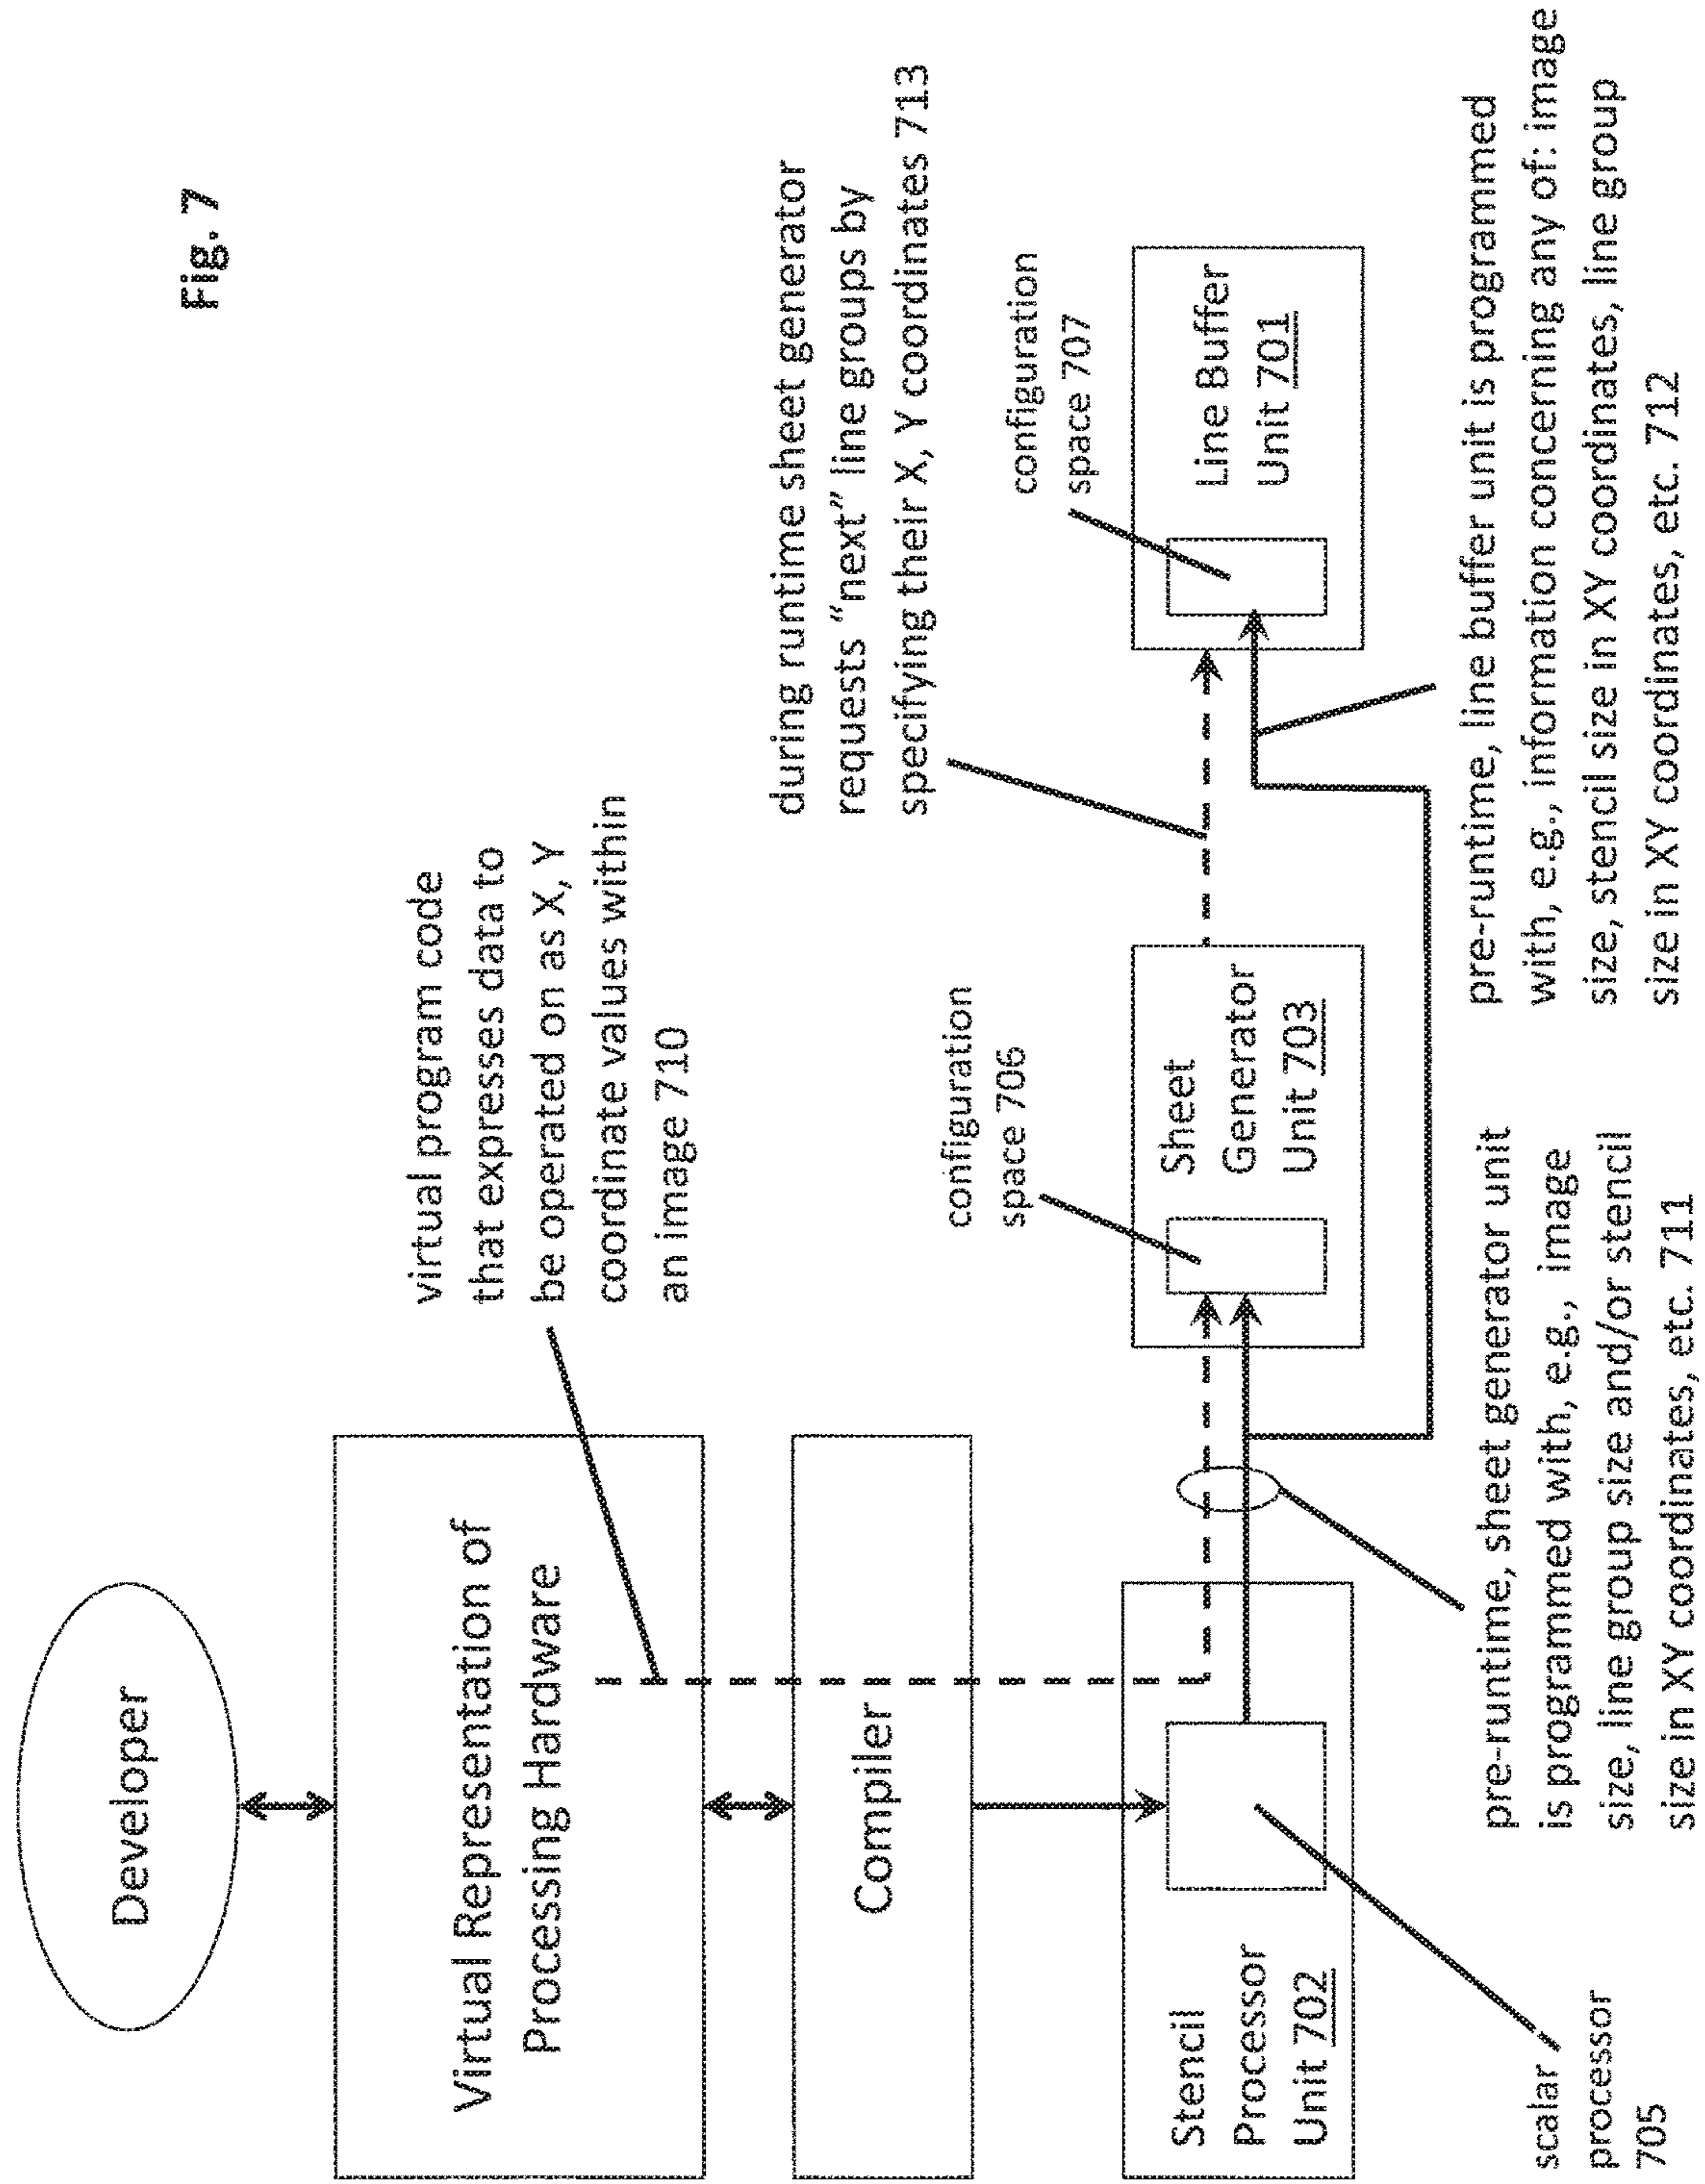 Fig. 7
Developer
Virtual Representation of
Processing Hardware
virtual program code
that expresses data to
be operated on as X, Y
coordinate values within
an image 710
Compiler
during runtime sheet generator
requests “next” line groups by
specifying their X, Y coordinates 713
configuration
space 706
configuration
space 707
Stencil
Processor
Unit 702
Sheet
Generator
Unit 703
Line Buffer
Unit 701
scalar
processor
705
pre-runtime, sheet generator unit
is programmed with, e.g., image
size, line group size and/or stencil
size in XY coordinates, etc. 711
pre-runtime, line buffer unit is programmed
with, e.g., information concerning any of: image
size, stencil size in XY coordinates, line group
size in XY coordinates, etc. 712